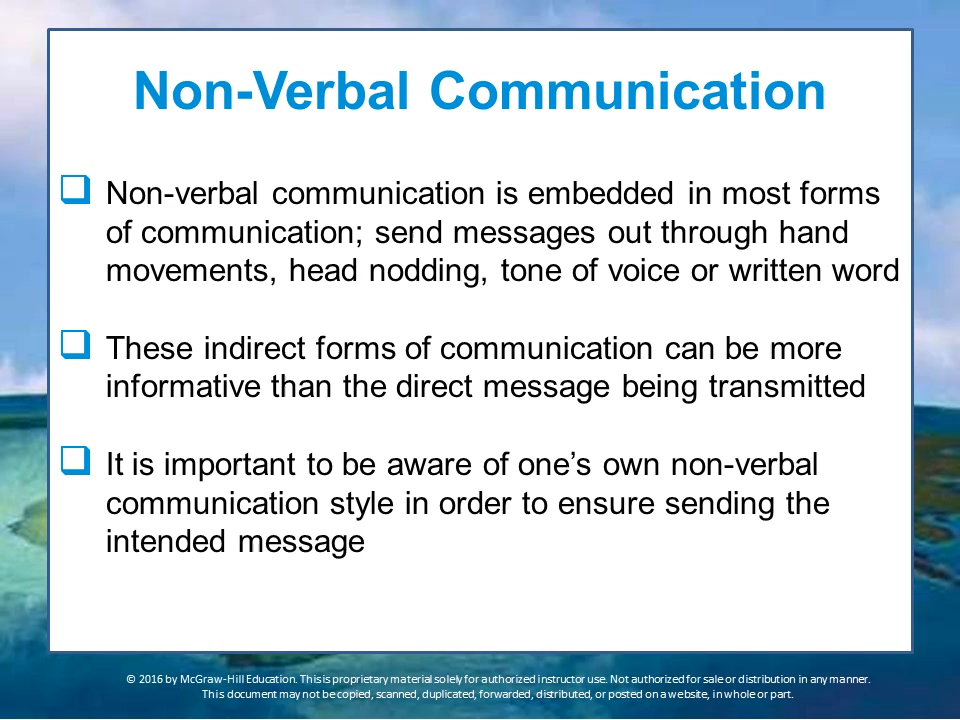 Non-Verbal Communication
Non-verbal communication is embedded in most forms
of communication; send messages out through hand
movements, head nodding, tone of voice or written word
These indirect forms of communication can be more
informative than the direct message being transmitted
It is important to be aware of one’s own non-verbal
communication style in order to ensure sending the
intended message
© 2016 by McGraw-Hill Education. This is proprietary material solely for authorized instructor use. Not authorized for sale or distribution in any manner.
This document may not be copied, scanned, duplicated, forwarded, distributed, or posted on a website, in whole or part.